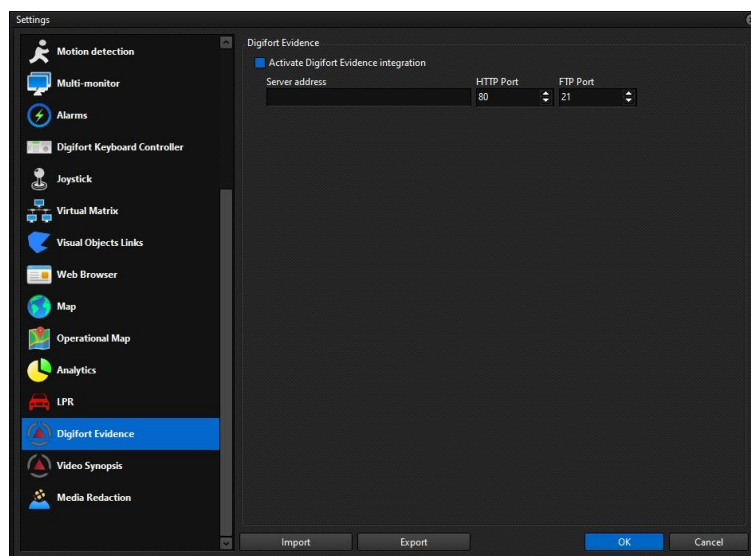 Settings
Motion detection
Multi-monitor
Alarms
Digifort Keyboard Controller
Joystick
Virtual Matrix
Visual Objects Links
Web Browser
Map
Operational Map
Analytics
LPR
Digifort Evidence
Video Synopsis
Media Redaction
Digifort Evidence
Activate Digifort Evidence integration
Server address HTTP Port FTP Port
80 21
Import Export OK Cancel